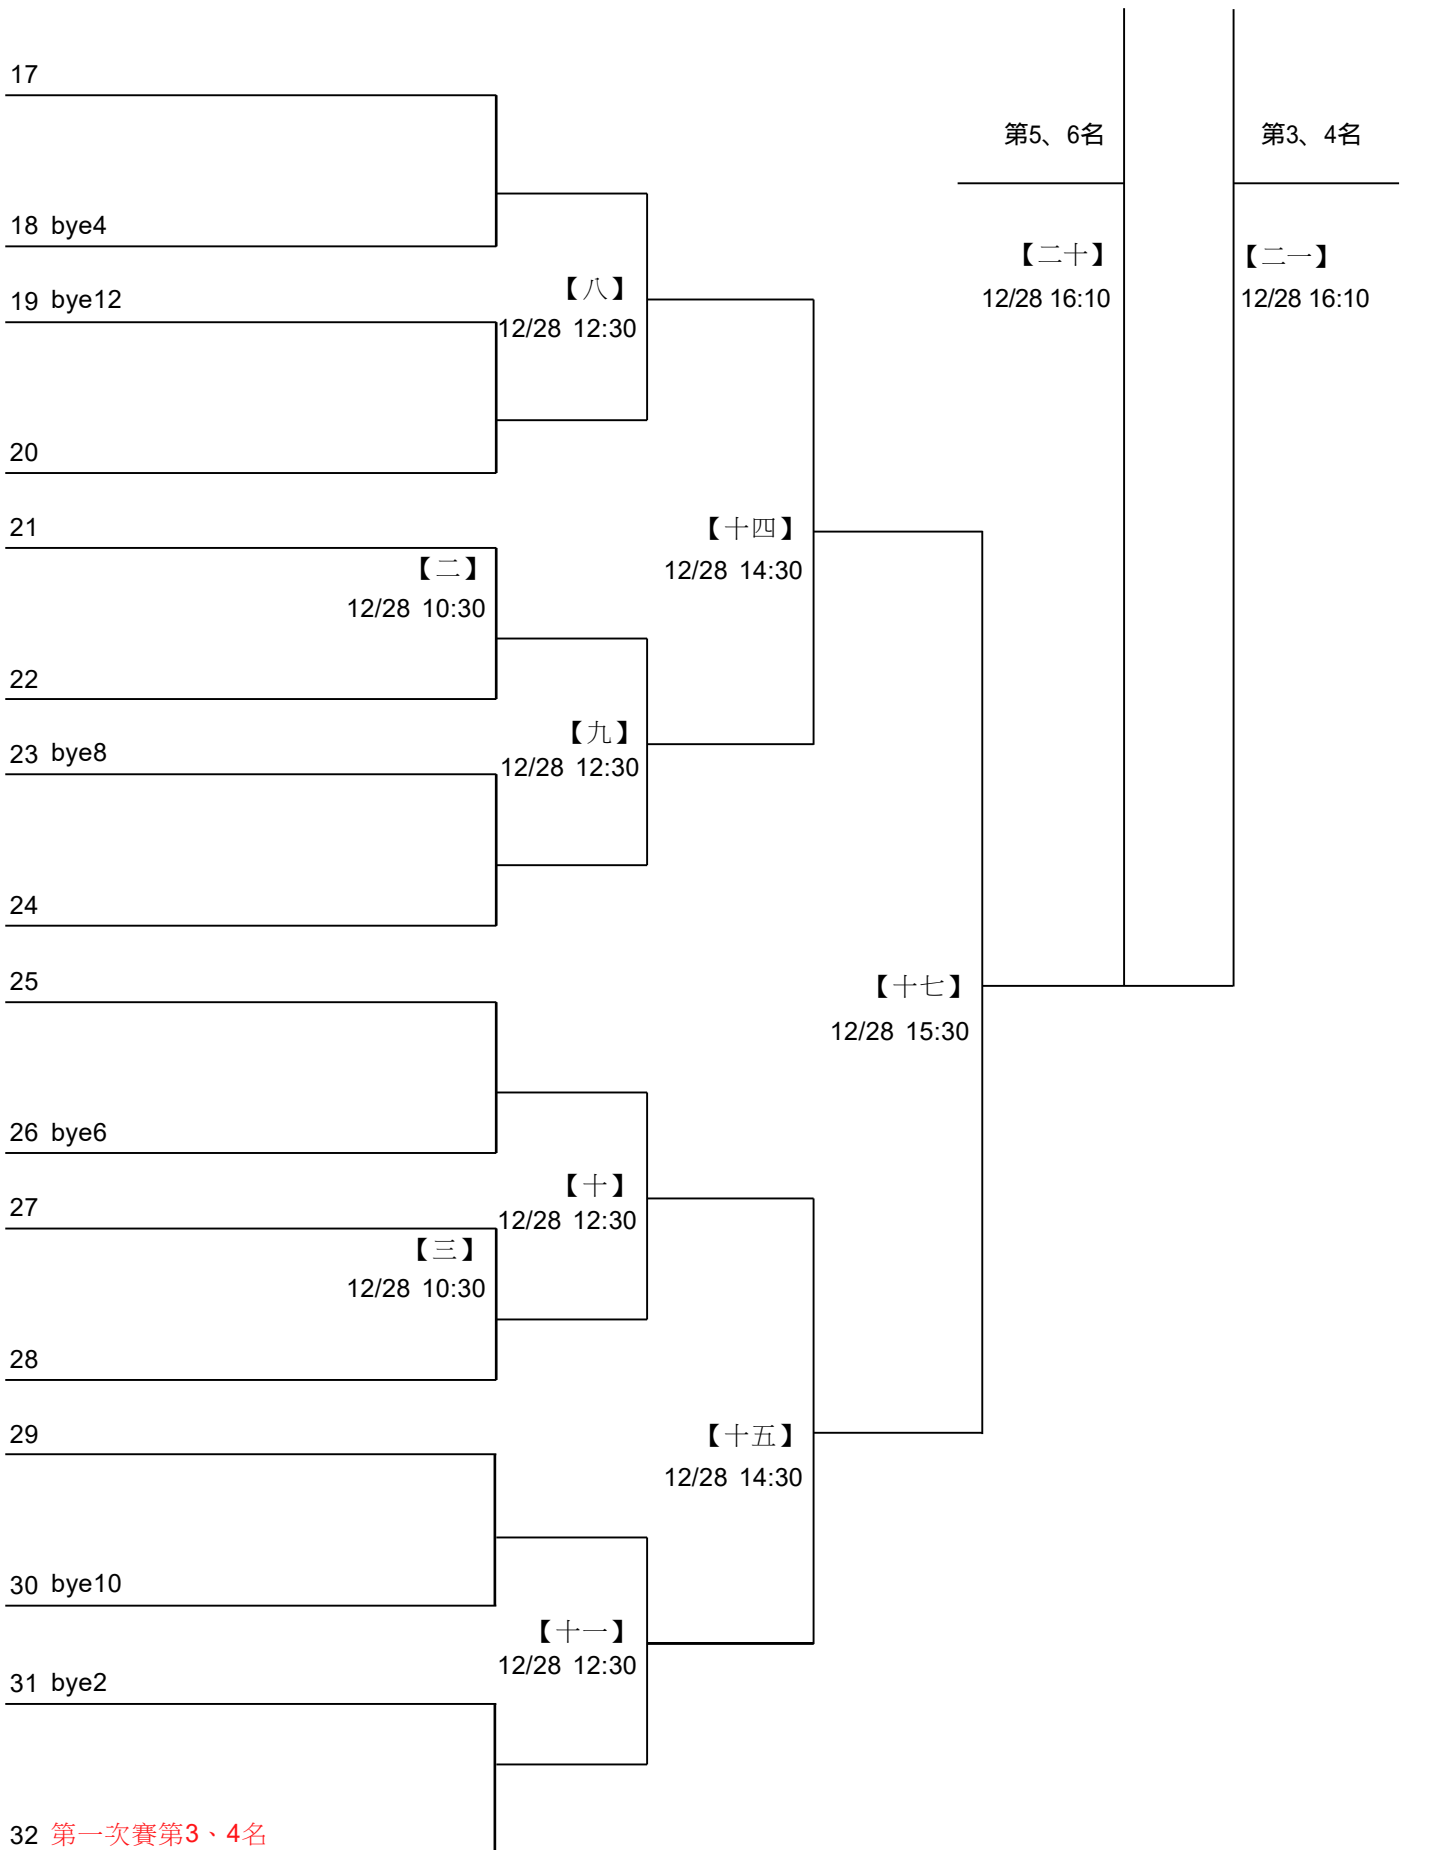 17
第5、6名
第3、4名
18 bye4
【二十】
【二一】
19 bye12
【八】
12/28 16:10
12/28 16:10
12/28 12:30
20
21
【十四】
【二】
12/28 14:30
12/28 10:30
22
【九】
23 bye8
12/28 12:30
24
25
【十七】
12/28 15:30
26 bye6
【十】
27
12/28 12:30
【三】
12/28 10:30
28
29
【十五】
12/28 14:30
30 bye10
【十一】
12/28 12:30
31 bye2
32 第一次賽第3、4名